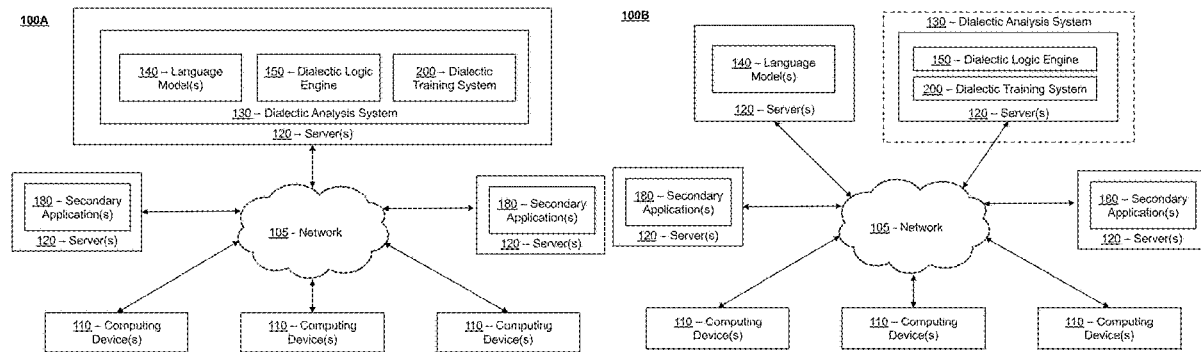 100A
140 – Language
Model(s)
150 – Dialectic Logic
Engine
200 – Dialectic
Training System
130 – Dialectic Analysis System
120 – Server(s)
180 – Secondary
Application(s)
120 – Server(s)
105 – Network
180 – Secondary
Application(s)
120 – Server(s)
110 – Computing
Device(s)
110 – Computing
Device(s)
110 – Computing
Device(s)
100B
140 – Language
Model(s)
120 – Server(s)
130 – Dialectic Analysis System
150 – Dialectic Logic Engine
200 – Dialectic Training System
120 – Server(s)
180 – Secondary
Application(s)
120 – Server(s)
105 – Network
180 – Secondary
Application(s)
120 – Server(s)
110 – Computing
Device(s)
110 – Computing
Device(s)
110 – Computing
Device(s)